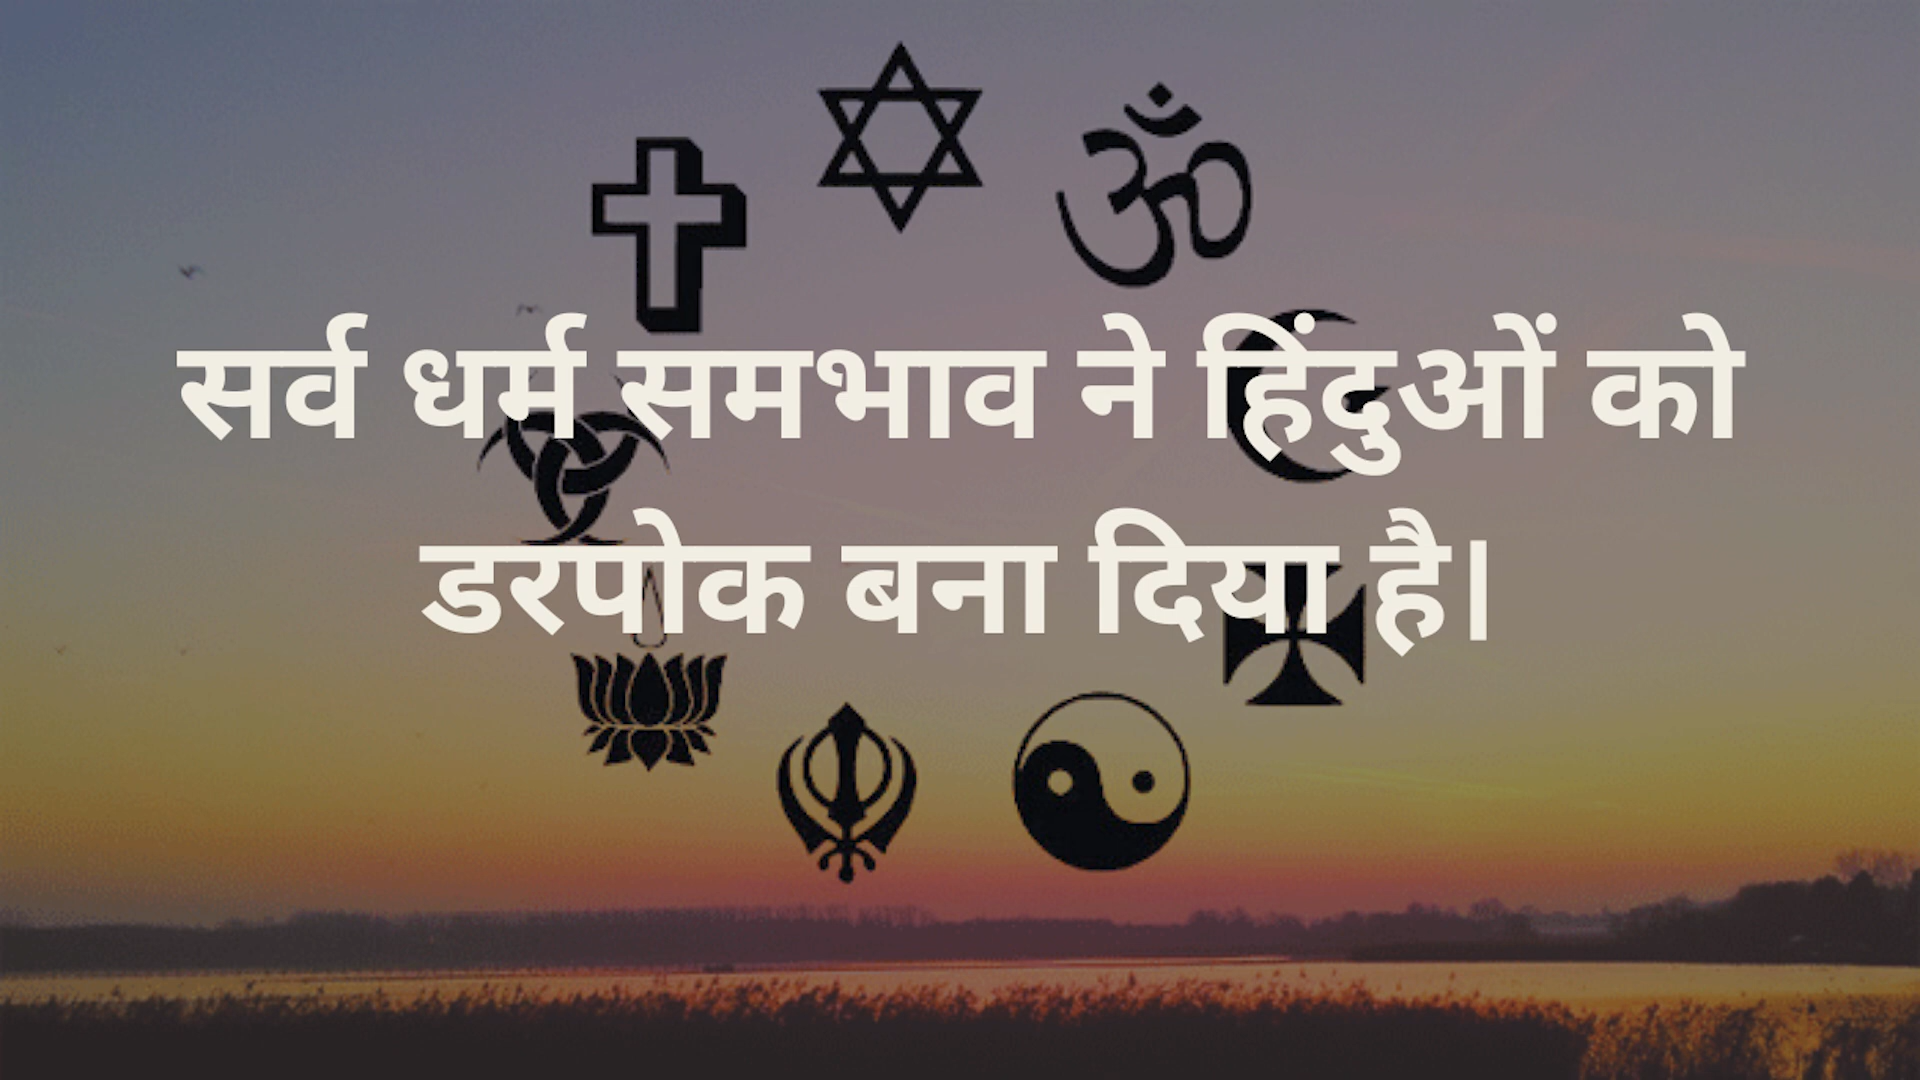 सर्व धर्म समभाव ने हिंदुओं को
डरपोक बना दिया है।